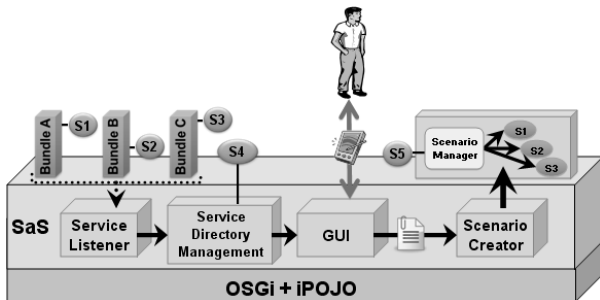 Bundle A
S1
Bundle B
S2
Bundle C
S3
S4
S5
Scenario
Manager
S1
S2
S3
SaS
Service
Listener
Service
Directory
Management
GUI
Scenario
Creator
OSGi + iPOJO